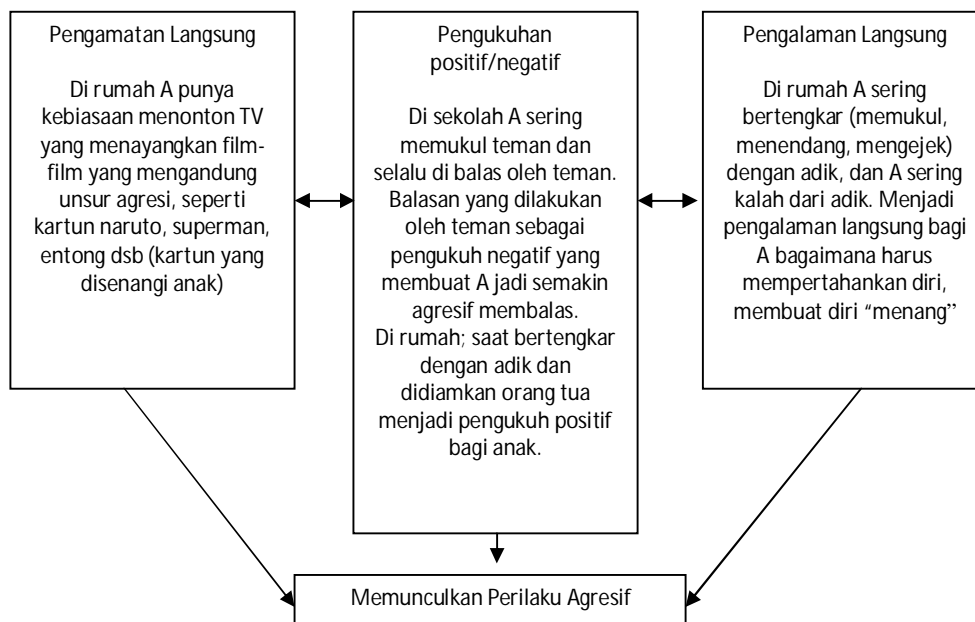 Pengamatan Langsung
Di rumah A punya
kebiasaan menonton TV
yang menayangkan film-
film yang mengandung
unsur agresi, seperti
kartun naruto, superman,
entong dsb (kartun yang
disenangi anak)
Pengukuhan
positif/negatif
Di sekolah A sering
memukul teman dan
selalu di balas oleh teman.
Balasan yang dilakukan
oleh teman sebagai
pengukuh negatif yang
membuat A jadi semakin
agresif membalas.
Di rumah; saat bertengkar
dengan adik dan
didiamkan orang tua
menjadi pengukuh positif
bagi anak.
Pengalaman Langsung
Di rumah A sering
bertengkar (memukul,
menendang, mengejek)
dengan adik, dan A sering
kalah dari adik. Menjadi
pengalaman langsung bagi
A bagaimana harus
mempertahankan diri,
membuat diri “menang”
Memunculkan Perilaku Agresif